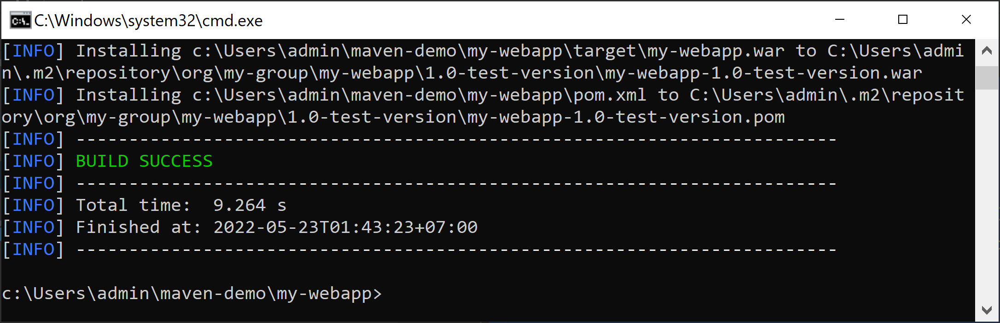 C:\Windows\system32\cmd.exe
[INFO] Installing c:\Users\admin\maven-demo\my-webapp\target\my-webapp.war to C:\Users\admi
n\.m2\repository\org\my-group\my-webapp\1.0-test-version\my-webapp-1.0-test-version.war
[INFO] Installing c:\Users\admin\maven-demo\my-webapp\pom.xml to C:\Users\admin\.m2\reposit
ory\org\my-group\my-webapp\1.0-test-version\my-webapp-1.0-test-version.pom
[INFO] ------------------------------------------------------------------------
[INFO] BUILD SUCCESS
[INFO] ------------------------------------------------------------------------
[INFO] Total time:  9.264 s
[INFO] Finished at: 2022-05-23T01:43:23+07:00
[INFO] ------------------------------------------------------------------------
c:\Users\admin\maven-demo\my-webapp>